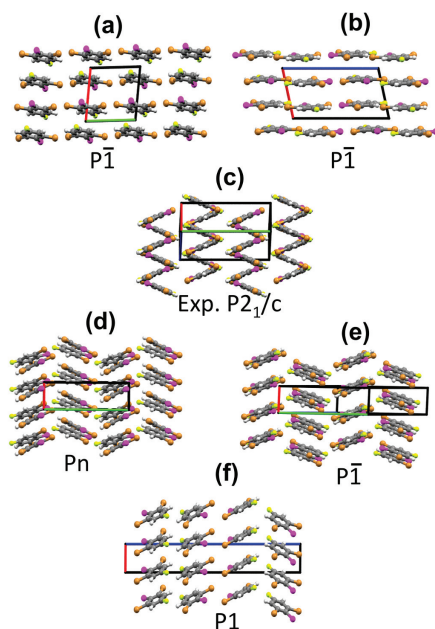 (a)
(b)
P1̅
P1̅
(c)
Exp. P2₁/c
(d)
(e)
Pn
P1̅
(f)
P1